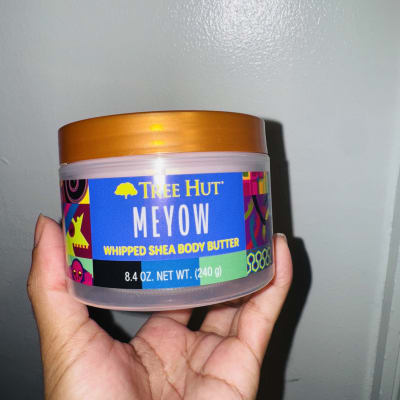 TREE HUT
MEYOW
WHIPPED SHEA BODY BUTTER
8.4 OZ. NET WT. (240 g)